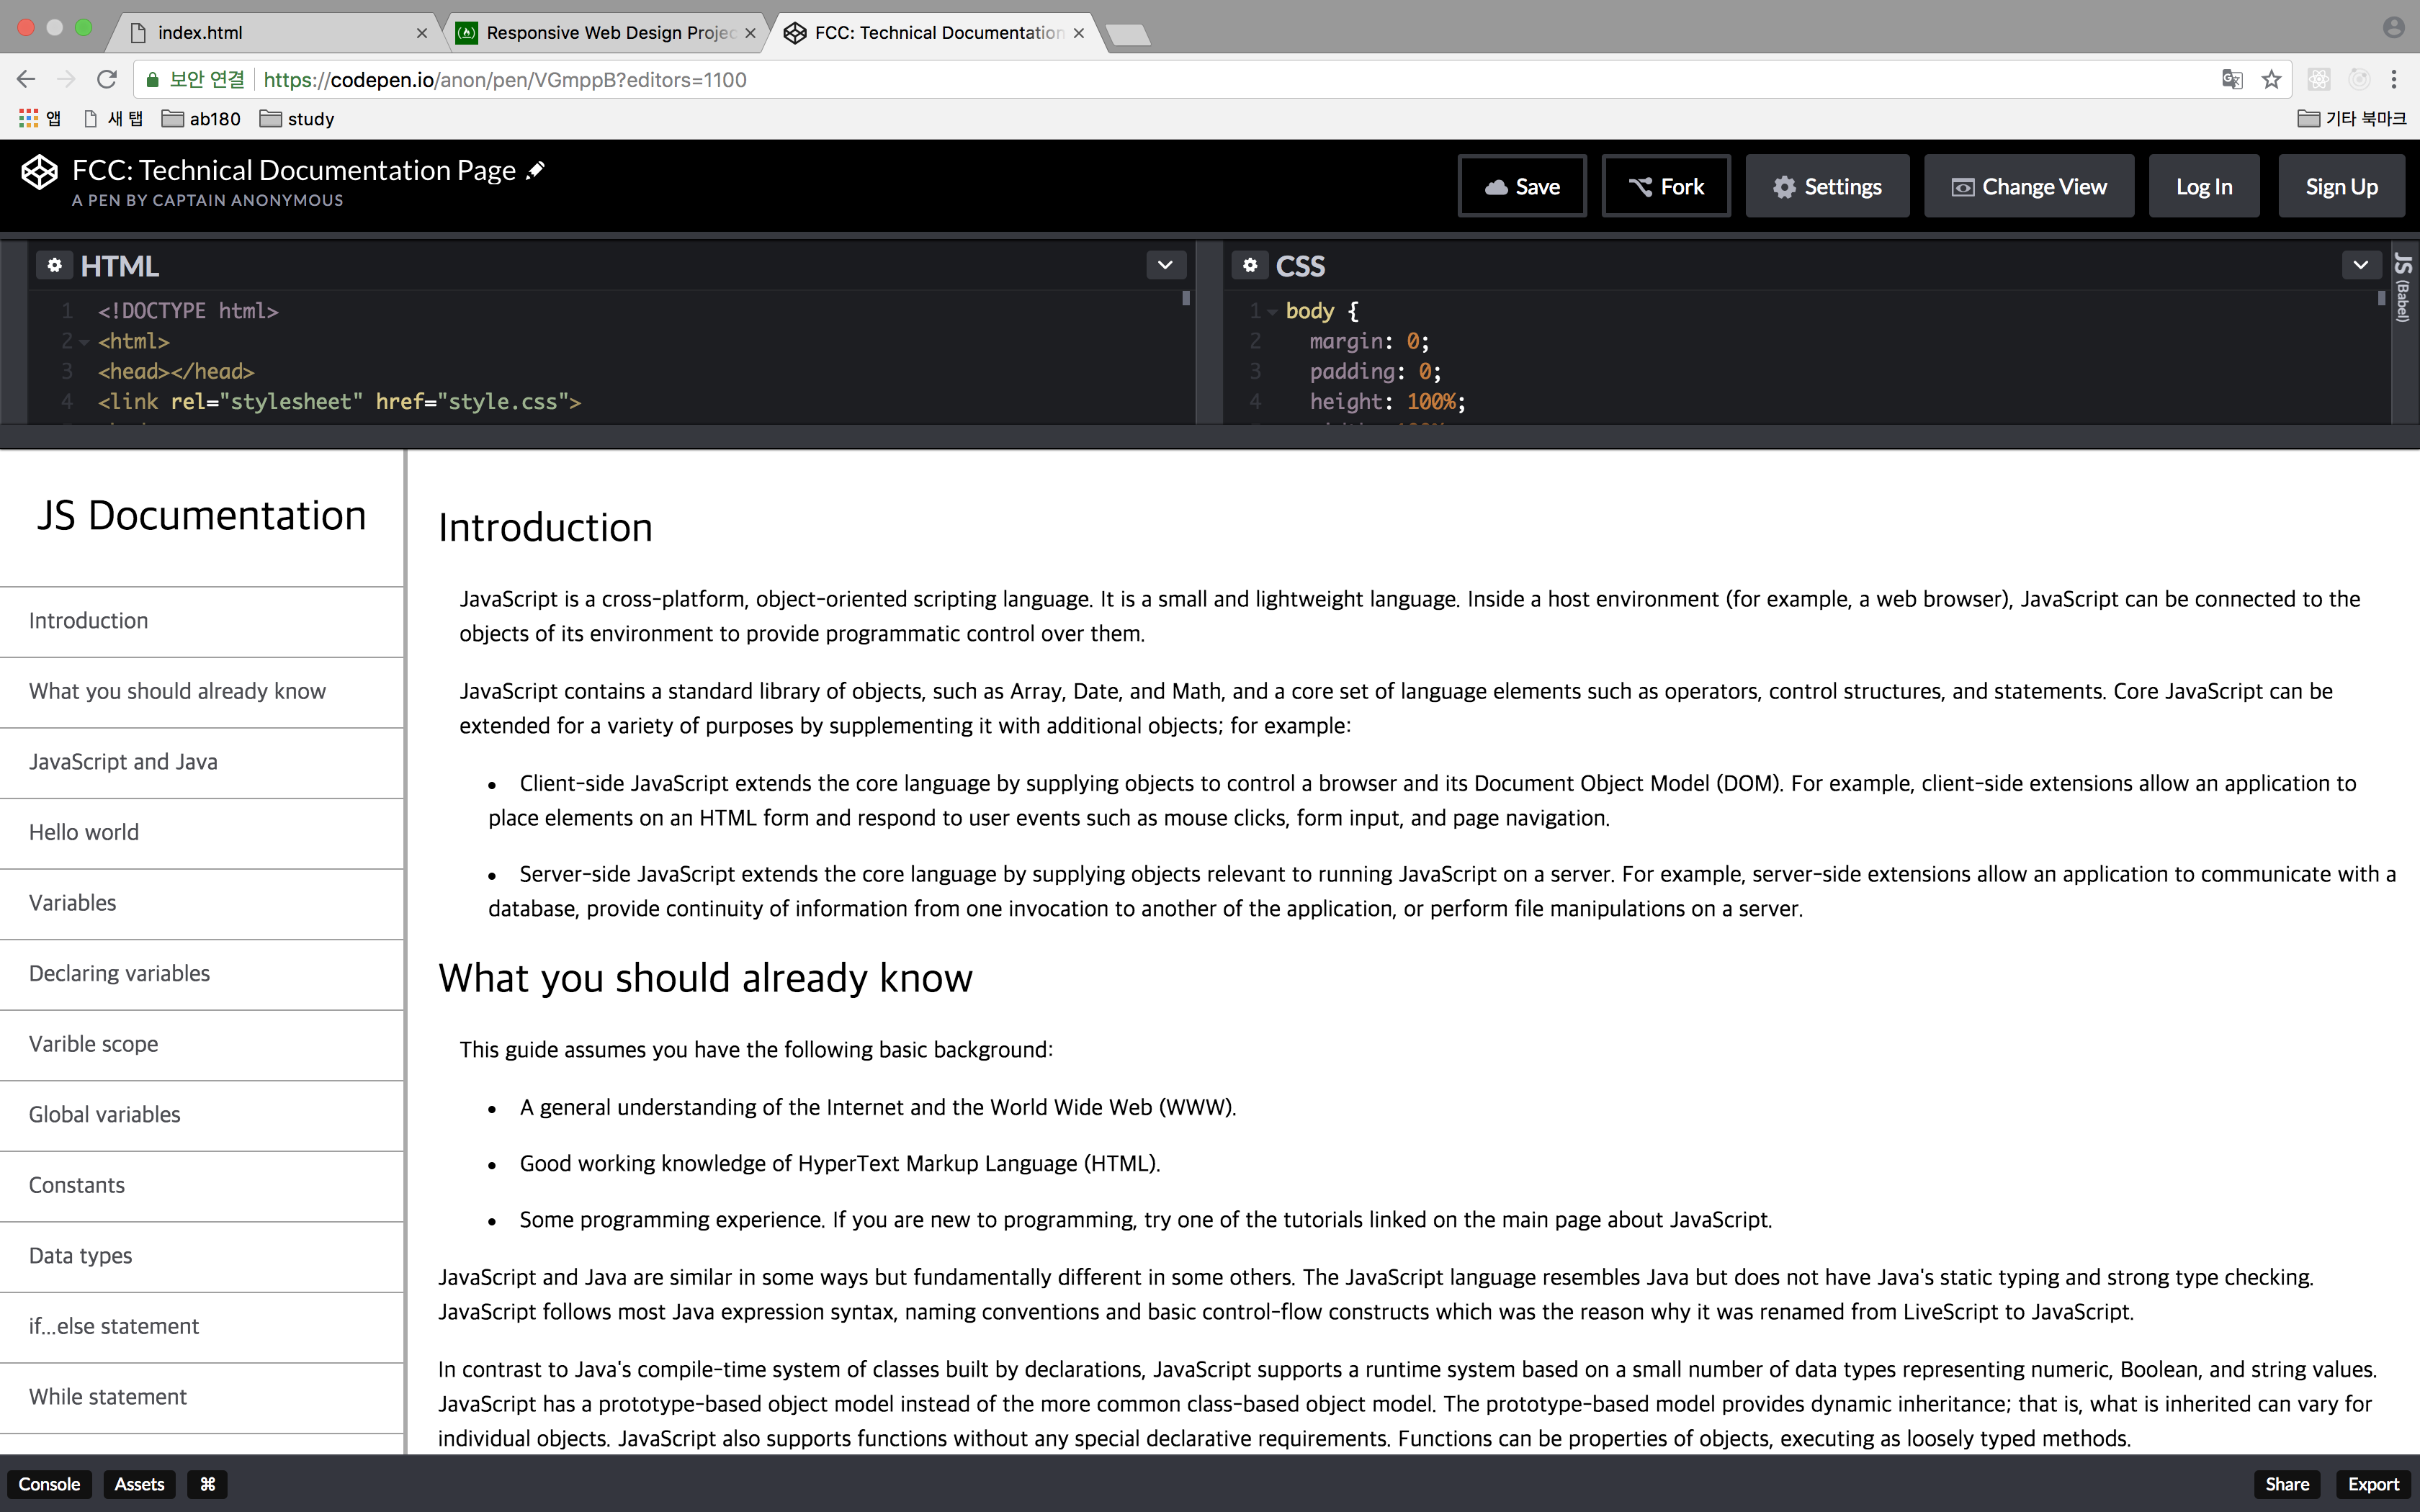 index.html
Responsive Web Design Projec
FCC: Technical Documentation
보안 연결 https://codepen.io/anon/pen/VGmppB?editors=1100
앱 새 탭 ab180 study 기타 북마크
FCC: Technical Documentation Page
A PEN BY CAPTAIN ANONYMOUS
Save Fork Settings Change View Log In Sign Up
HTML
1 <!DOCTYPE html>
2 <html>
3 <head></head>
4 <link rel="stylesheet" href="style.css">
CSS
1 body {
2 margin: 0;
3 padding: 0;
4 height: 100%;
JS (Babel)
JS Documentation
Introduction
What you should already know
JavaScript and Java
Hello world
Variables
Declaring variables
Varible scope
Global variables
Constants
Data types
if...else statement
While statement
Introduction
JavaScript is a cross-platform, object-oriented scripting language. It is a small and lightweight language. Inside a host environment (for example, a web browser), JavaScript can be connected to the
objects of its environment to provide programmatic control over them.
JavaScript contains a standard library of objects, such as Array, Date, and Math, and a core set of language elements such as operators, control structures, and statements. Core JavaScript can be
extended for a variety of purposes by supplementing it with additional objects; for example:
• Client-side JavaScript extends the core language by supplying objects to control a browser and its Document Object Model (DOM). For example, client-side extensions allow an application to
place elements on an HTML form and respond to user events such as mouse clicks, form input, and page navigation.
• Server-side JavaScript extends the core language by supplying objects relevant to running JavaScript on a server. For example, server-side extensions allow an application to communicate with a
database, provide continuity of information from one invocation to another of the application, or perform file manipulations on a server.
What you should already know
This guide assumes you have the following basic background:
• A general understanding of the Internet and the World Wide Web (WWW).
• Good working knowledge of HyperText Markup Language (HTML).
• Some programming experience. If you are new to programming, try one of the tutorials linked on the main page about JavaScript.
JavaScript and Java are similar in some ways but fundamentally different in some others. The JavaScript language resembles Java but does not have Java's static typing and strong type checking.
JavaScript follows most Java expression syntax, naming conventions and basic control-flow constructs which was the reason why it was renamed from LiveScript to JavaScript.
In contrast to Java's compile-time system of classes built by declarations, JavaScript supports a runtime system based on a small number of data types representing numeric, Boolean, and string values.
JavaScript has a prototype-based object model instead of the more common class-based object model. The prototype-based model provides dynamic inheritance; that is, what is inherited can vary for
individual objects. JavaScript also supports functions without any special declarative requirements. Functions can be properties of objects, executing as loosely typed methods.
Console Assets ⌘ Share Export